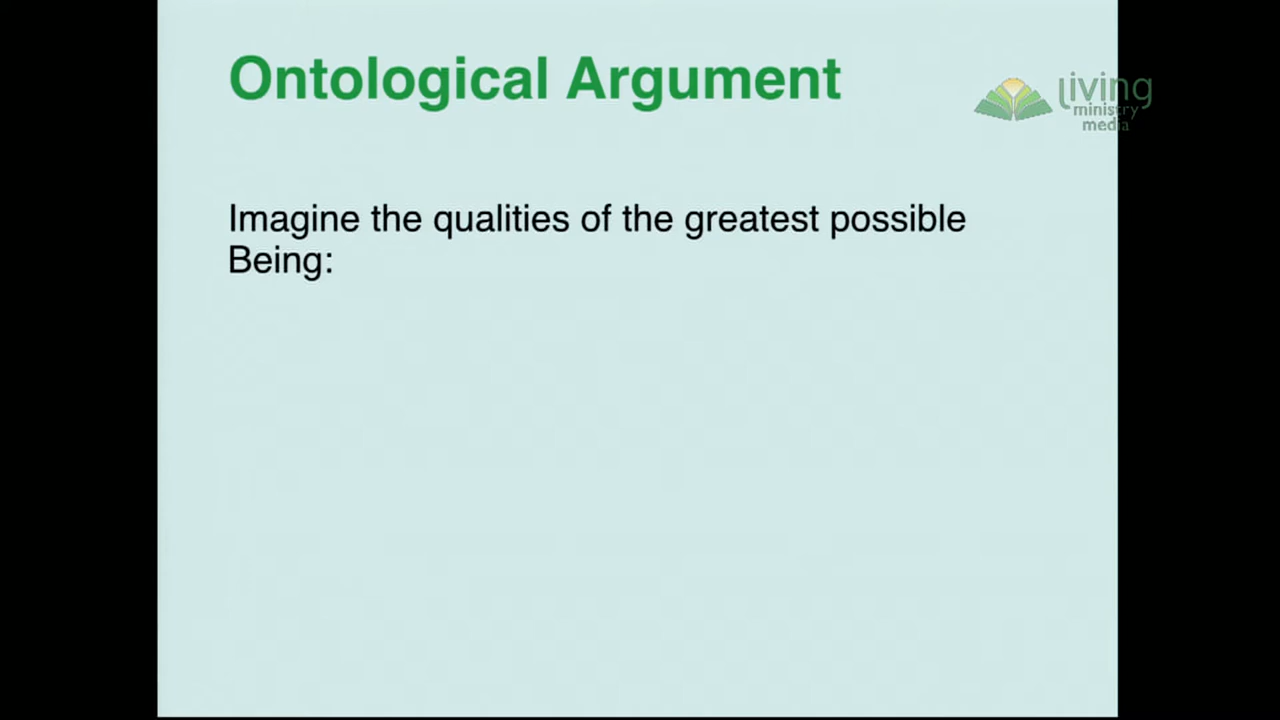 Ontological Argument
living
ministry
media
Imagine the qualities of the greatest possible
Being: